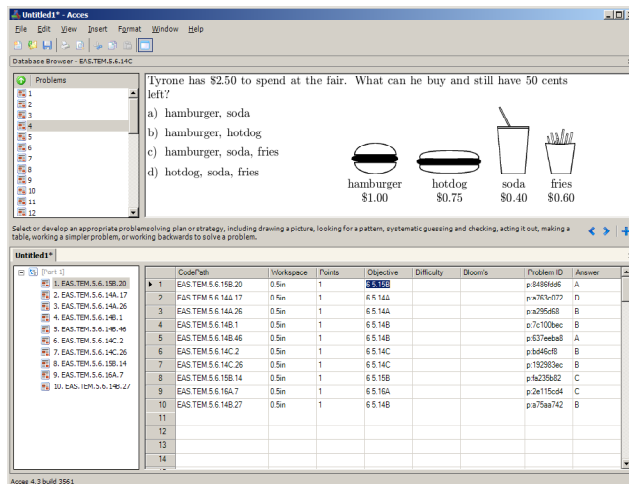 Untitled1* - Acces
File Edit View Insert Format Window Help
Database Browser - EAS.TEM.5.6.14C
Problems
1
2
3
4
5
6
7
8
9
10
11
12
Tyrone has $2.50 to spend at the fair. What can he buy and still have 50 cents
left?
a) hamburger, soda
b) hamburger, hotdog
c) hamburger, soda, fries
d) hotdog, soda, fries
hamburger hotdog soda fries
$1.00 $0.75 $0.40 $0.60
Select or develop an appropriate problemsolving plan or strategy, including drawing a picture, looking for a pattern, systematic guessing and checking, acting it out, making a
table, working a simpler problem, or working backwards to solve a problem.
Untitled1*
[Part 1]
1. EAS.TEM.5.6.15B.20
2. EAS.TEM.5.6.14A.17
3. EAS.TEM.5.6.14A.26
4. EAS.TEM.5.6.14B.1
5. EAS.TEM.5.6.14B.46
6. EAS.TEM.5.6.14C.2
7. EAS.TEM.5.6.14C.26
8. EAS.TEM.5.6.15B.14
9. EAS.TEM.5.6.16A.7
10. EAS.TEM.5.6.14B.27
CodePath Workspace Points Objective Difficulty Bloom's Problem ID Answer
1 EAS.TEM.5.6.15B.20 0.5in 1 6 5.15B p:8486fdd6 A
2 EAS.TEM.5.6.14A.17 0.5in 1 6 5.14A p:a763c072 D
3 EAS.TEM.5.6.14A.26 0.5in 1 6 5.14A p:a295d68 B
4 EAS.TEM.5.6.14B.1 0.5in 1 6 5.14B p:7c100bec B
5 EAS.TEM.5.6.14B.46 0.5in 1 6 5.14B p:637eeba8 A
6 EAS.TEM.5.6.14C.2 0.5in 1 6 5.14C p:bd46cf8 B
7 EAS.TEM.5.6.14C.26 0.5in 1 6 5.14C p:192983ec B
8 EAS.TEM.5.6.15B.14 0.5in 1 6 5.15B p:fa235b82 C
9 EAS.TEM.5.6.16A.7 0.5in 1 6 5.16A p:2e115cd4 C
10 EAS.TEM.5.6.14B.27 0.5in 1 6 5.14B p:a75aa742 B
11
12
13
14
Acces 4.3 build 3561